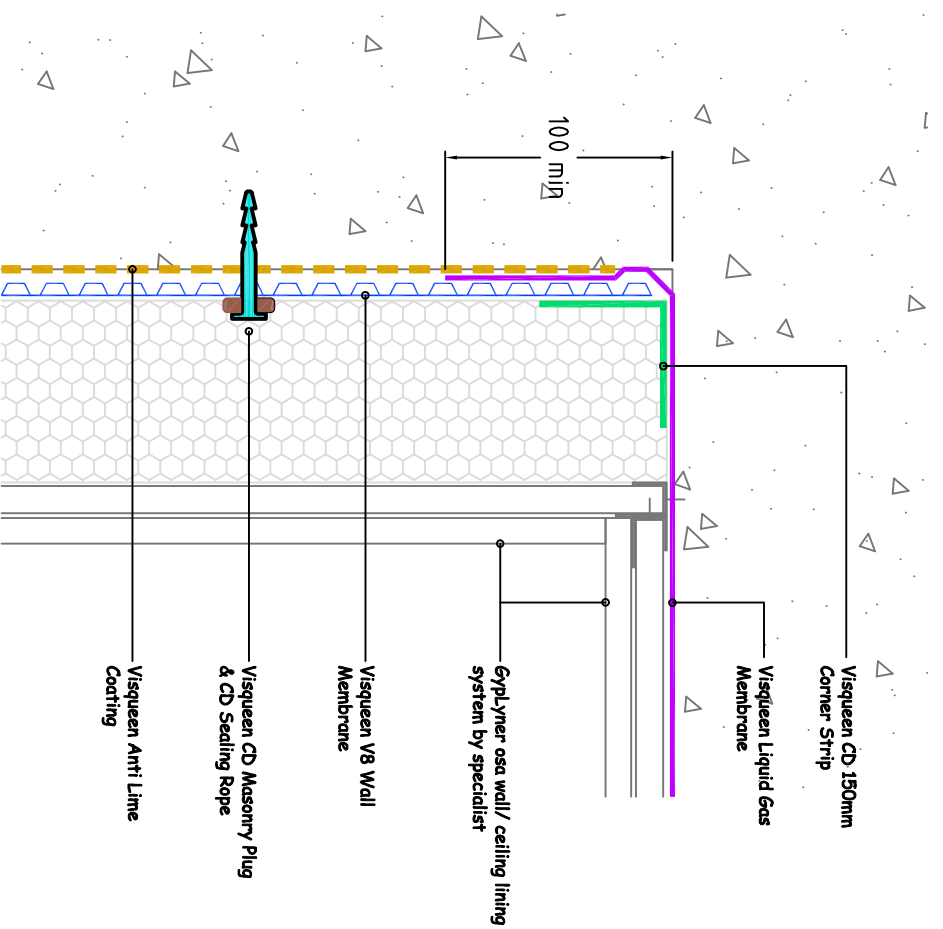 100 min
Visqueen CD 150mm
Corner Strip
Visqueen Liquid Gas
Membrane
GypLyner osa wall/ ceiling lining
system by specialist
Visqueen V8 Wall
Membrane
Visqueen CD Masonry Plug
& CD Sealing Rope
Visqueen Anti Lime
Coating